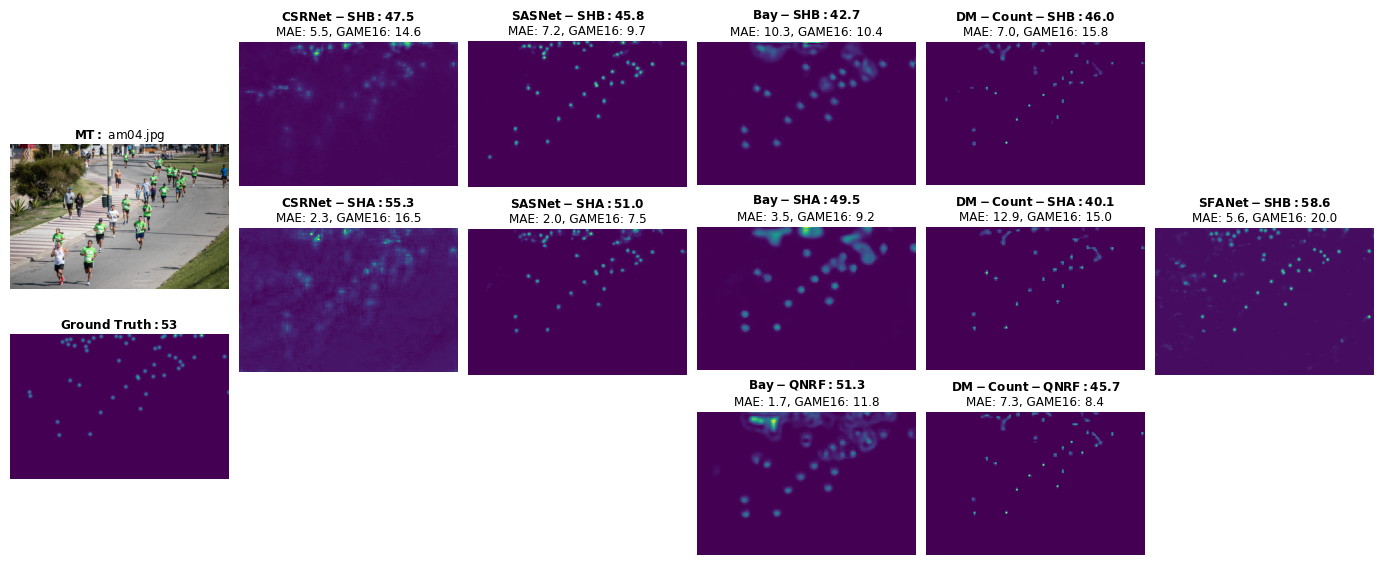 MT: am04.jpg
Ground Truth: 53
CSRNet-SHB: 47.5
MAE: 5.5, GAME16: 14.6
CSRNet-SHA: 55.3
MAE: 2.3, GAME16: 16.5
SASNet-SHB: 45.8
MAE: 7.2, GAME16: 9.7
SASNet-SHA: 51.0
MAE: 2.0, GAME16: 7.5
Bay-SHB: 42.7
MAE: 10.3, GAME16: 10.4
Bay-SHA: 49.5
MAE: 3.5, GAME16: 9.2
Bay-QNRF: 51.3
MAE: 1.7, GAME16: 11.8
DM-Count-SHB: 46.0
MAE: 7.0, GAME16: 15.8
DM-Count-SHA: 40.1
MAE: 12.9, GAME16: 15.0
DM-Count-QNRF: 45.7
MAE: 7.3, GAME16: 8.4
SFANet-SHB: 58.6
MAE: 5.6, GAME16: 20.0